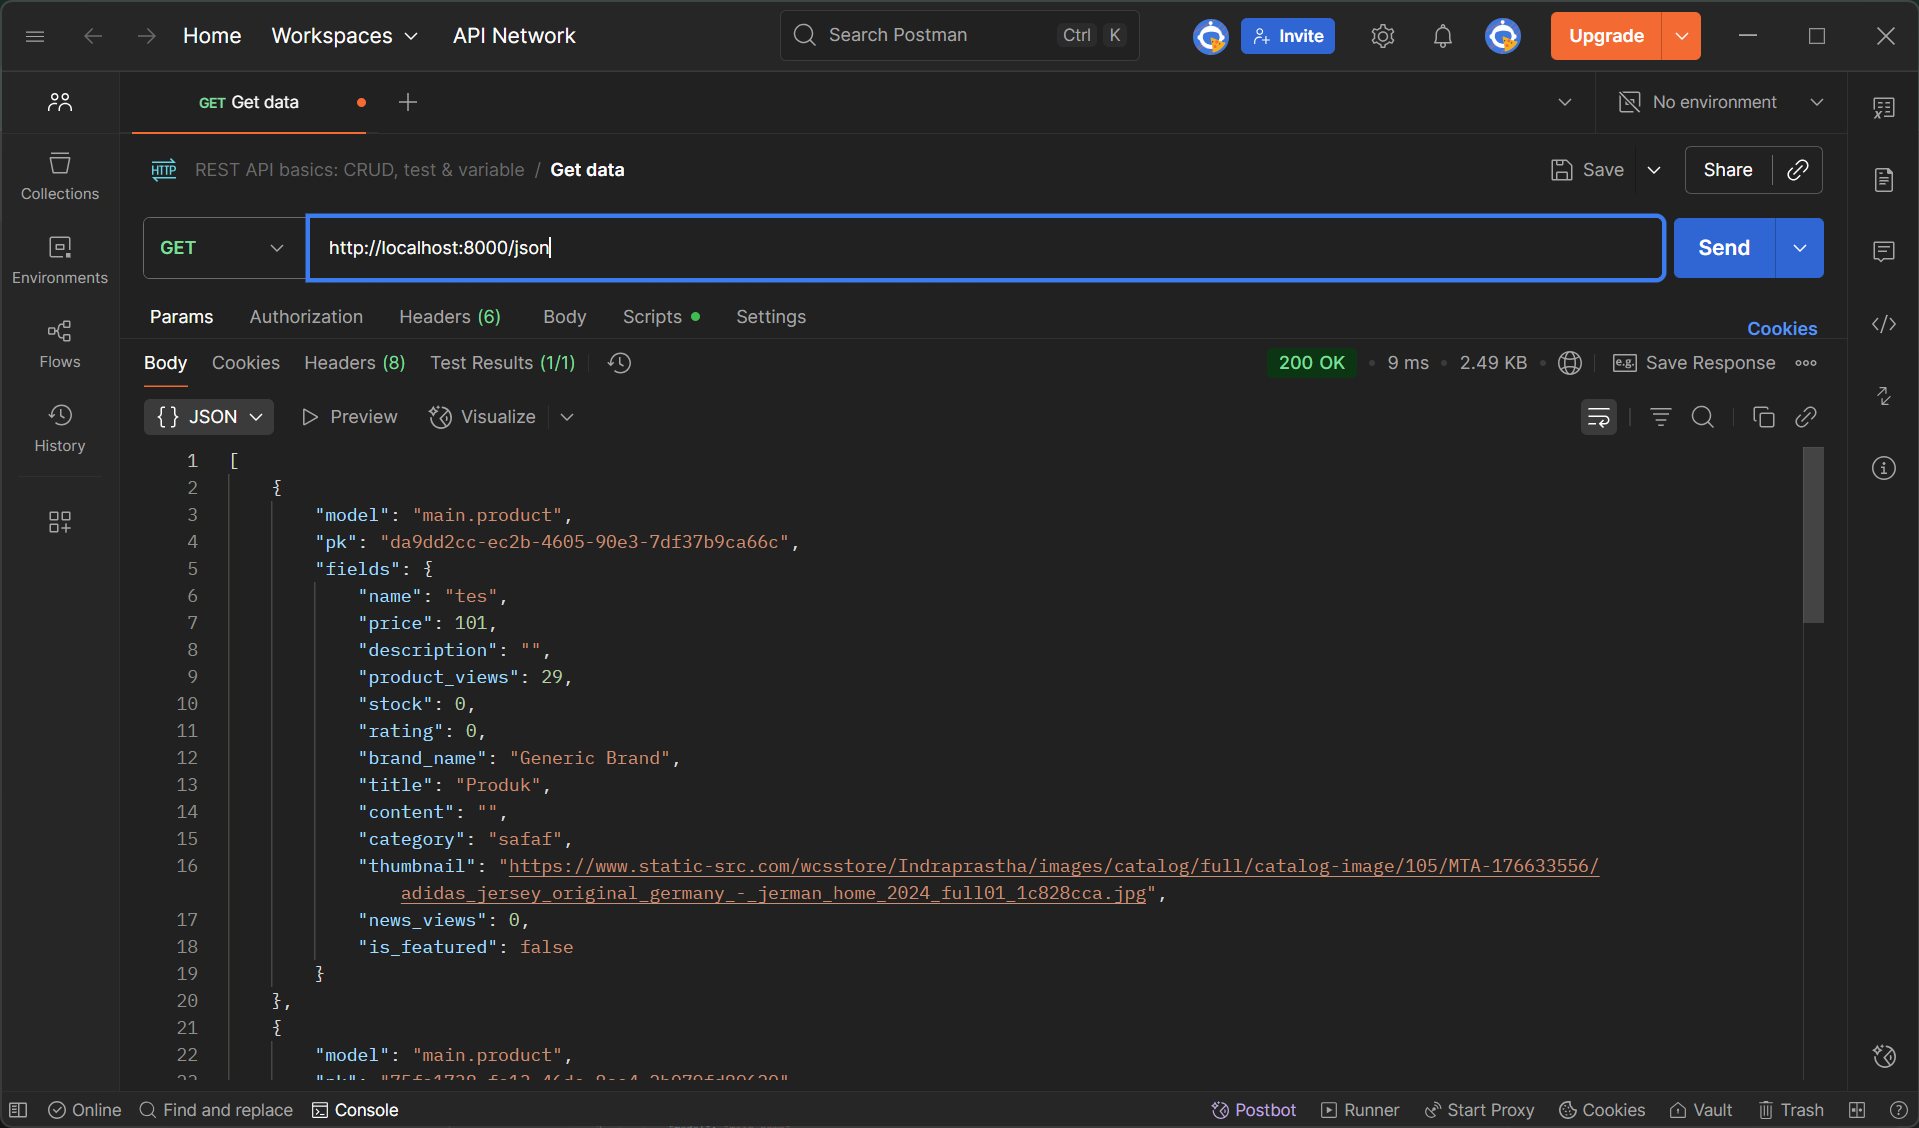 Home Workspaces API Network Search Postman Ctrl K Invite Upgrade
GET Get data No environment
HTTP REST API basics: CRUD, test & variable / Get data Save Share
GET http://localhost:8000/json Send
Params Authorization Headers (6) Body Scripts Settings
Cookies
Body Cookies Headers (8) Test Results (1/1) 200 OK 9 ms 2.49 KB e.g. Save Response
{} JSON Preview Visualize
Collections
Environments
Flows
History
1 [
2 {
3 "model": "main.product",
4 "pk": "da9dd2cc-ec2b-4605-90e3-7df37b9ca66c",
5 "fields": {
6 "name": "tes",
7 "price": 101,
8 "description": "",
9 "product_views": 29,
10 "stock": 0,
11 "rating": 0,
12 "brand_name": "Generic Brand",
13 "title": "Produk",
14 "content": "",
15 "category": "safaf",
16 "thumbnail": "https://www.static-src.com/wcsstore/Indraprastha/images/catalog/full/catalog-image/105/MTA-176633556/
adidas_jersey_original_germany_-_jerman_home_2024_full01_1c828cca.jpg",
17 "news_views": 0,
18 "is_featured": false
19 }
20 },
21 {
22 "model": "main.product",
Online Find and replace Console Postbot Runner Start Proxy Cookies Vault Trash